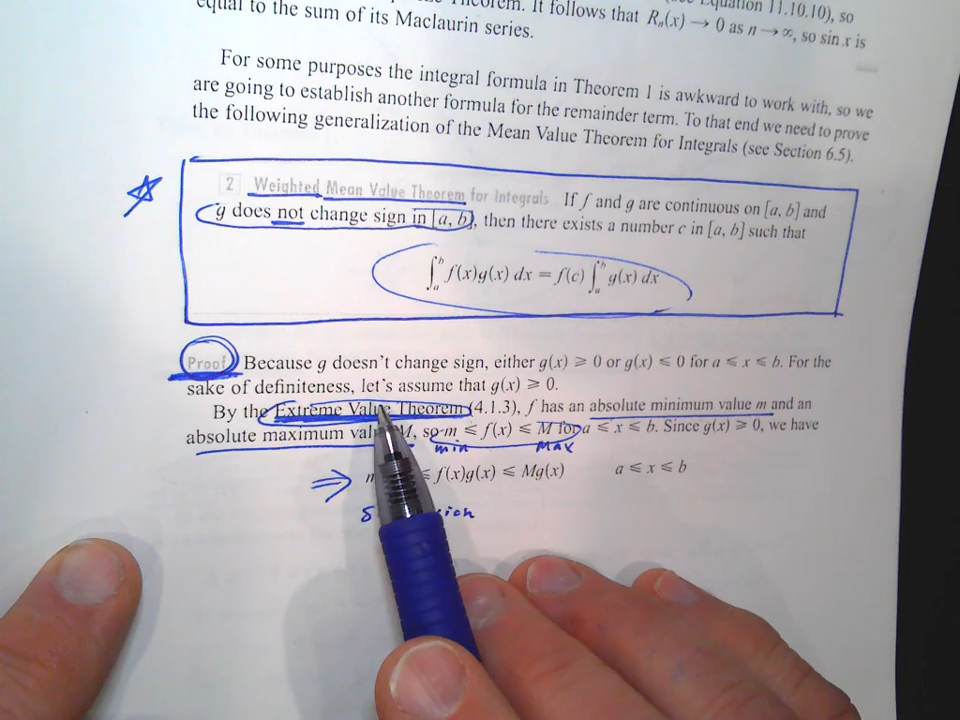 Theorem. It follows that Rₙ(x) → 0 as n → ∞, so sin x is
Equation 11.10.10), so
equal to the sum of its Maclaurin series.
For some purposes the integral formula in Theorem 1 is awkward to work with, so we
are going to establish another formula for the remainder term. To that end we need to prove
the following generalization of the Mean Value Theorem for Integrals (see Section 6.5).
2 Weighted Mean Value Theorem for Integrals If f and g are continuous on [a, b] and
g does not change sign in [a, b], then there exists a number c in [a, b] such that
∫ₐᵇ f(x)g(x) dx = f(c) ∫ₐᵇ g(x) dx
Proof Because g doesn't change sign, either g(x) ⩾ 0 or g(x) ⩽ 0 for a ⩽ x ⩽ b. For the
sake of definiteness, let's assume that g(x) ⩾ 0.
By the Extreme Value Theorem (4.1.3), f has an absolute minimum value m and an
absolute maximum M, so m ⩽ f(x) ⩽ M for a ⩽ x ⩽ b. Since g(x) ⩾ 0, we have
min MAX
⇒ ⩽ f(x)g(x) ⩽ Mg(x) a ⩽ x ⩽ b